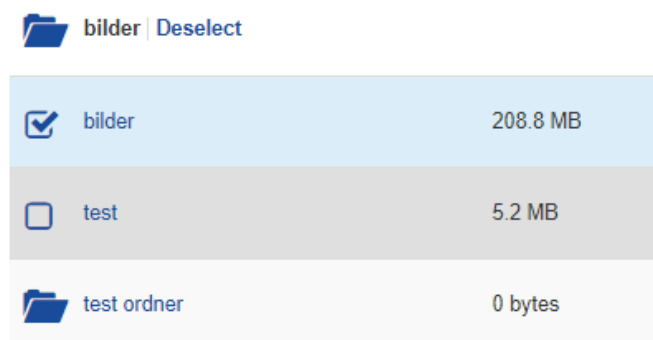 bilder Deselect
bilder 208.8 MB
test 5.2 MB
test ordner 0 bytes